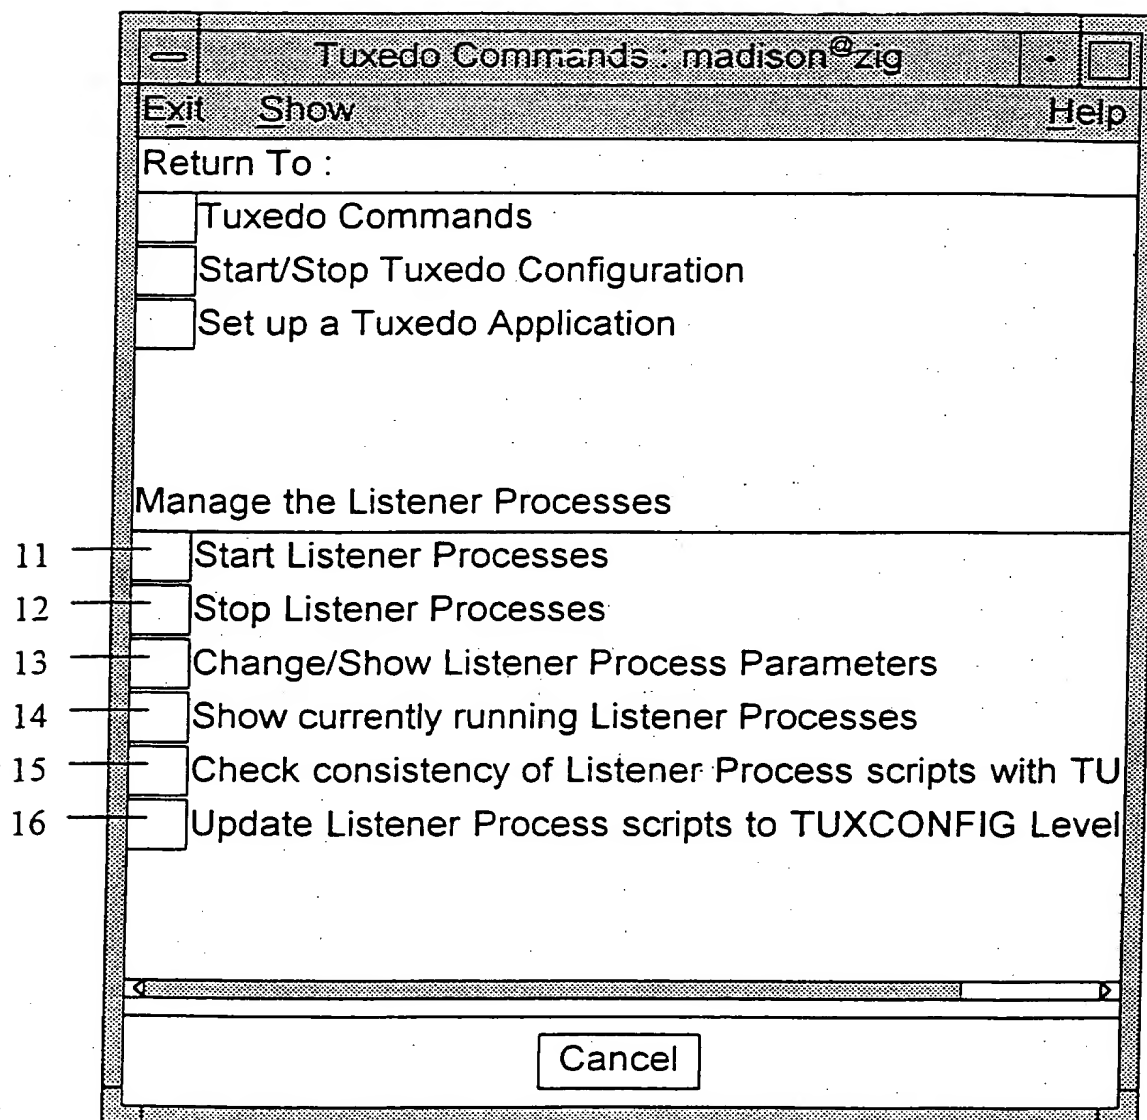 Tuxedo Commands : madison@zig
Exit Show Help
Return To :
Tuxedo Commands
Start/Stop Tuxedo Configuration
Set up a Tuxedo Application
Manage the Listener Processes
11 Start Listener Processes
12 Stop Listener Processes
13 Change/Show Listener Process Parameters
14 Show currently running Listener Processes
15 Check consistency of Listener Process scripts with TU
16 Update Listener Process scripts to TUXCONFIG Level
Cancel